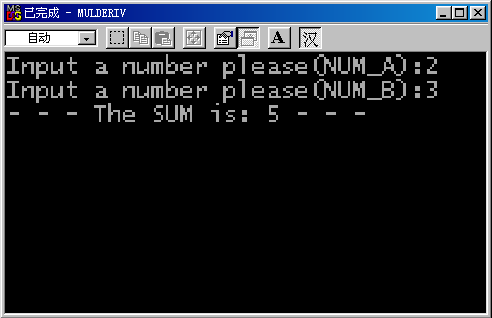 已完成 - MULDERIV
自动
A
汉
Input a number please(NUM_A):2
Input a number please(NUM_B):3
- - - The SUM is: 5 - - -